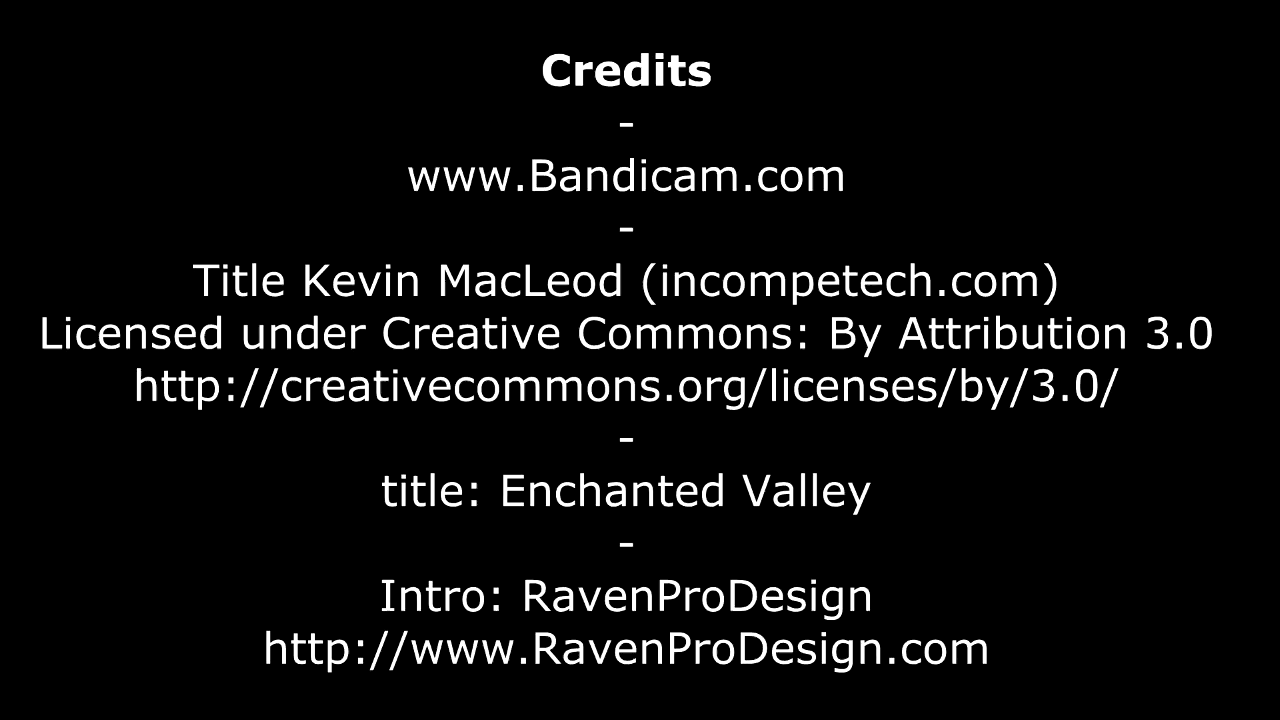 Credits
-
www.Bandicam.com
-
Title Kevin MacLeod (incompetech.com)
Licensed under Creative Commons: By Attribution 3.0
http://creativecommons.org/licenses/by/3.0/
-
title: Enchanted Valley
-
Intro: RavenProDesign
http://www.RavenProDesign.com